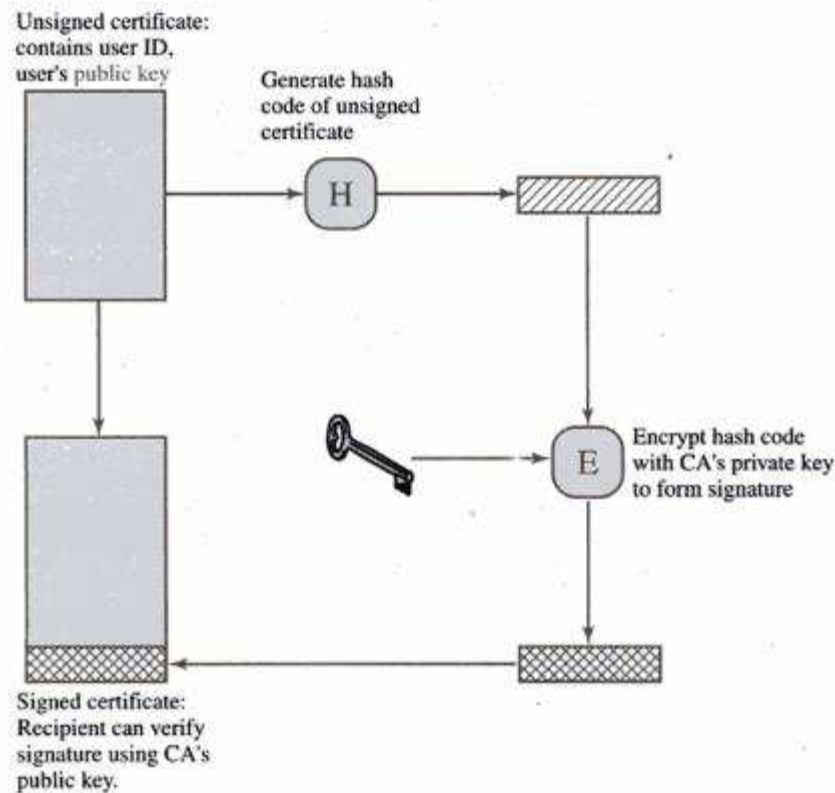 Unsigned certificate:
contains user ID,
user's public key
Generate hash
code of unsigned
certificate
H
E
Encrypt hash code
with CA's private key
to form signature
Signed certificate:
Recipient can verify
signature using CA's
public key.